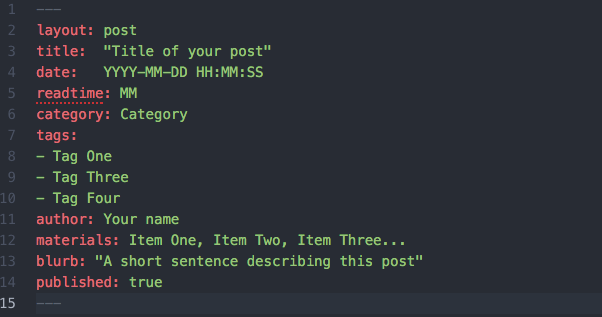 1 ---
2 layout: post
3 title:  "Title of your post"
4 date:   YYYY-MM-DD HH:MM:SS
5 readtime: MM
6 category: Category
7 tags:
8 - Tag One
9 - Tag Three
10 - Tag Four
11 author: Your name
12 materials: Item One, Item Two, Item Three...
13 blurb: "A short sentence describing this post"
14 published: true
15 ---